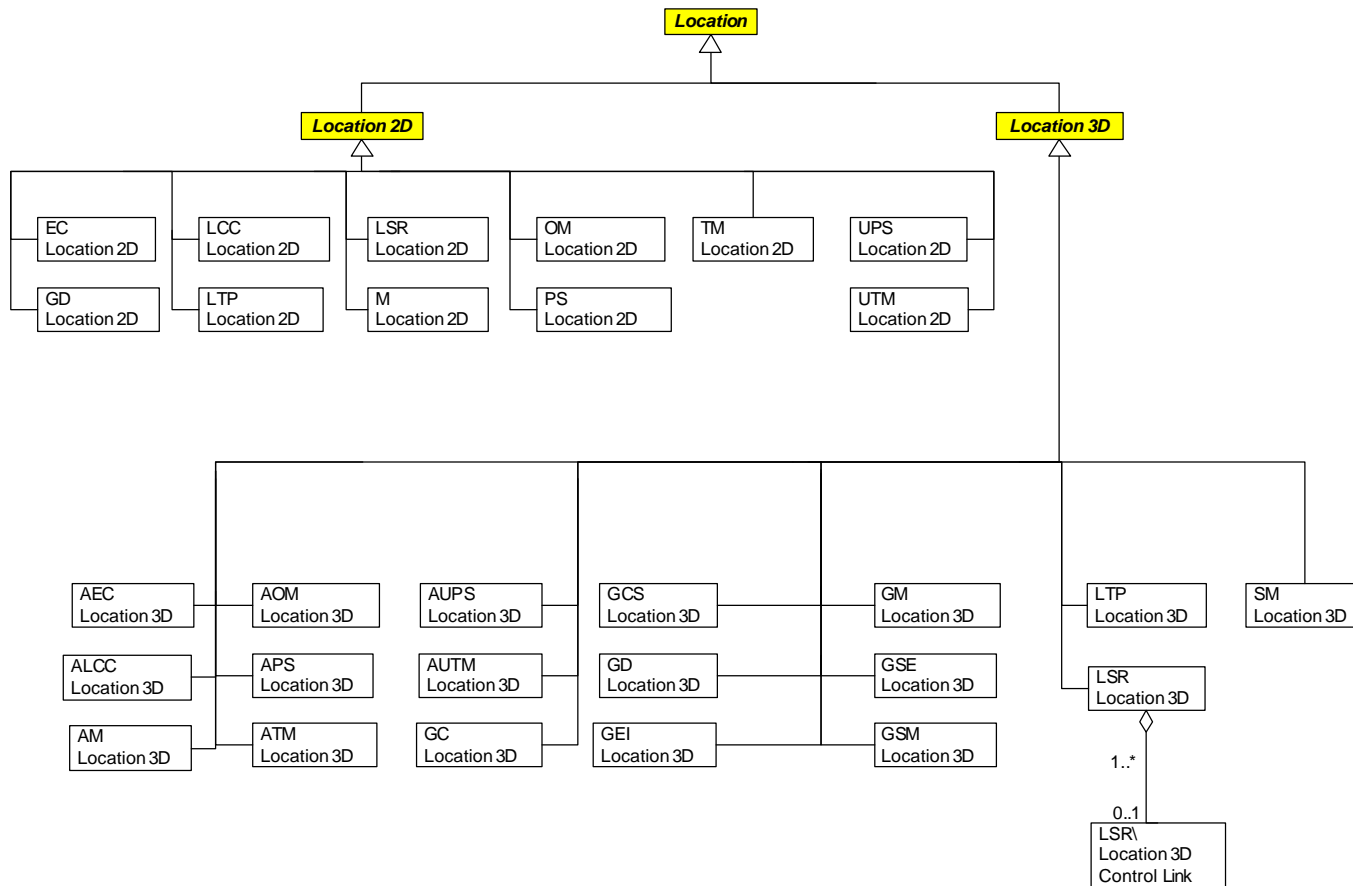 Location
Location 2D
Location 3D
EC
Location 2D
LCC
Location 2D
LSR
Location 2D
OM
Location 2D
TM
Location 2D
UPS
Location 2D
GD
Location 2D
LTP
Location 2D
M
Location 2D
PS
Location 2D
UTM
Location 2D
AEC
Location 3D
AOM
Location 3D
AUPS
Location 3D
GCS
Location 3D
GM
Location 3D
LTP
Location 3D
SM
Location 3D
ALCC
Location 3D
APS
Location 3D
AUTM
Location 3D
GD
Location 3D
GSE
Location 3D
LSR
Location 3D
AM
Location 3D
ATM
Location 3D
GC
Location 3D
GEI
Location 3D
GSM
Location 3D
1..*
0..1
LSR\
Location 3D
Control Link